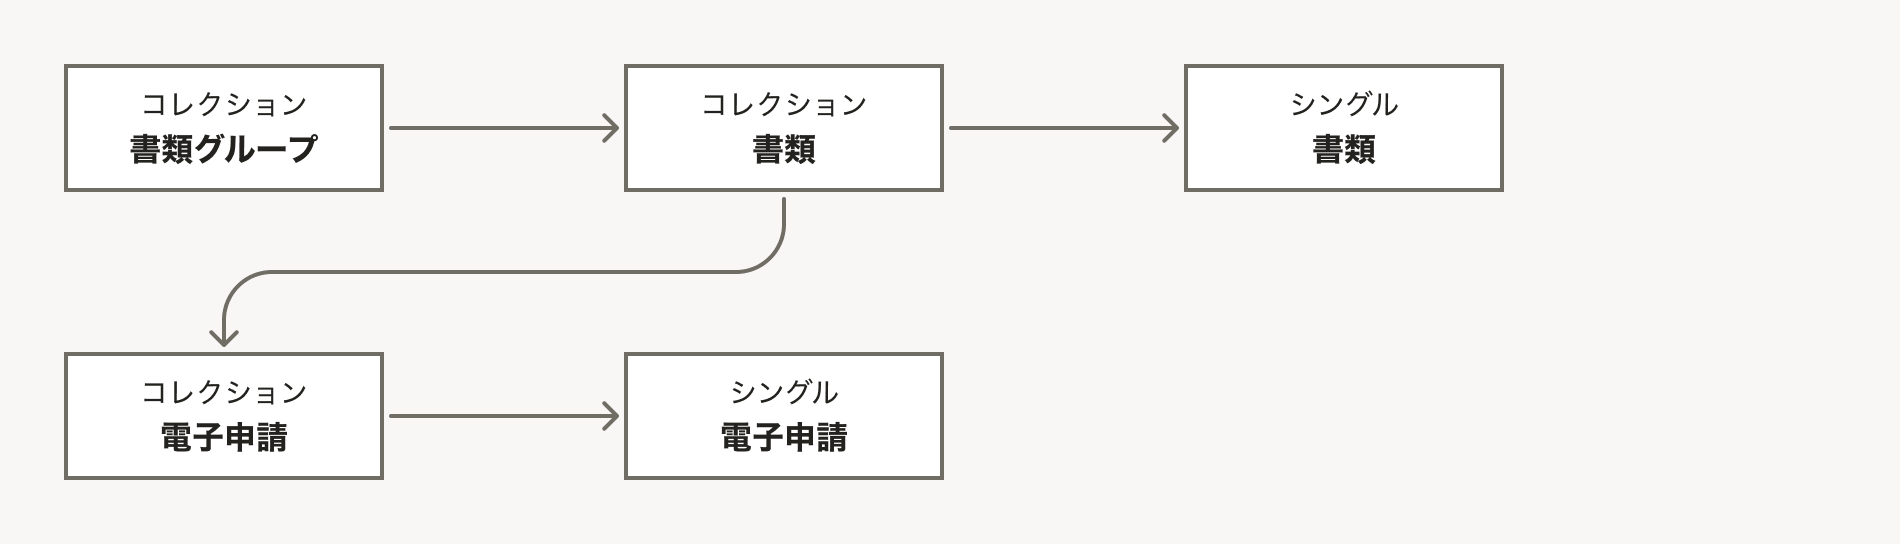 コレクション
書類グループ
コレクション
書類
シングル
書類
コレクション
電子申請
シングル
電子申請